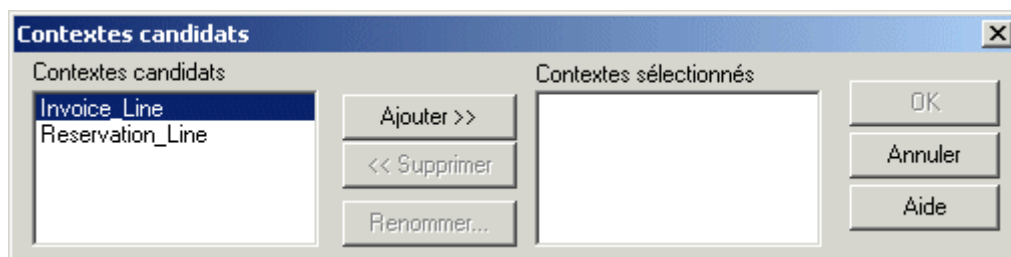 Contextes candidats
Contextes candidats
Invoice_Line
Reservation_Line
Ajouter >>
<< Supprimer
Renommer...
Contextes sélectionnés
OK
Annuler
Aide